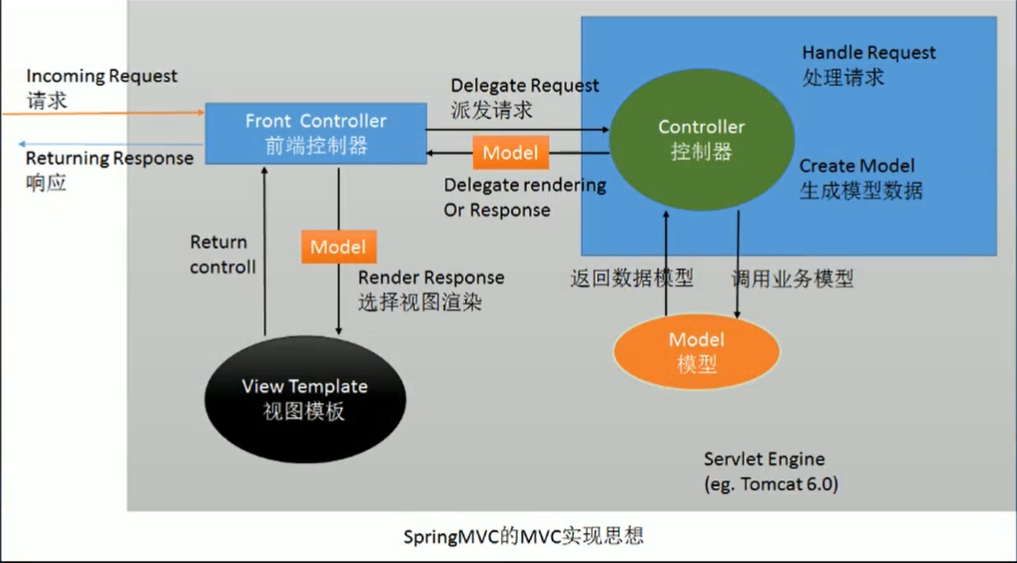 Incoming Request
请求
Returning Response
响应
Front Controller
前端控制器
Delegate Request
派发请求
Model
Delegate rendering
Or Response
Controller
控制器
Handle Request
处理请求
Create Model
生成模型数据
Return
controll
Model
Render Response
选择视图渲染
返回数据模型
调用业务模型
Model
模型
View Template
视图模板
Servlet Engine
(eg. Tomcat 6.0)
SpringMVC的MVC实现思想